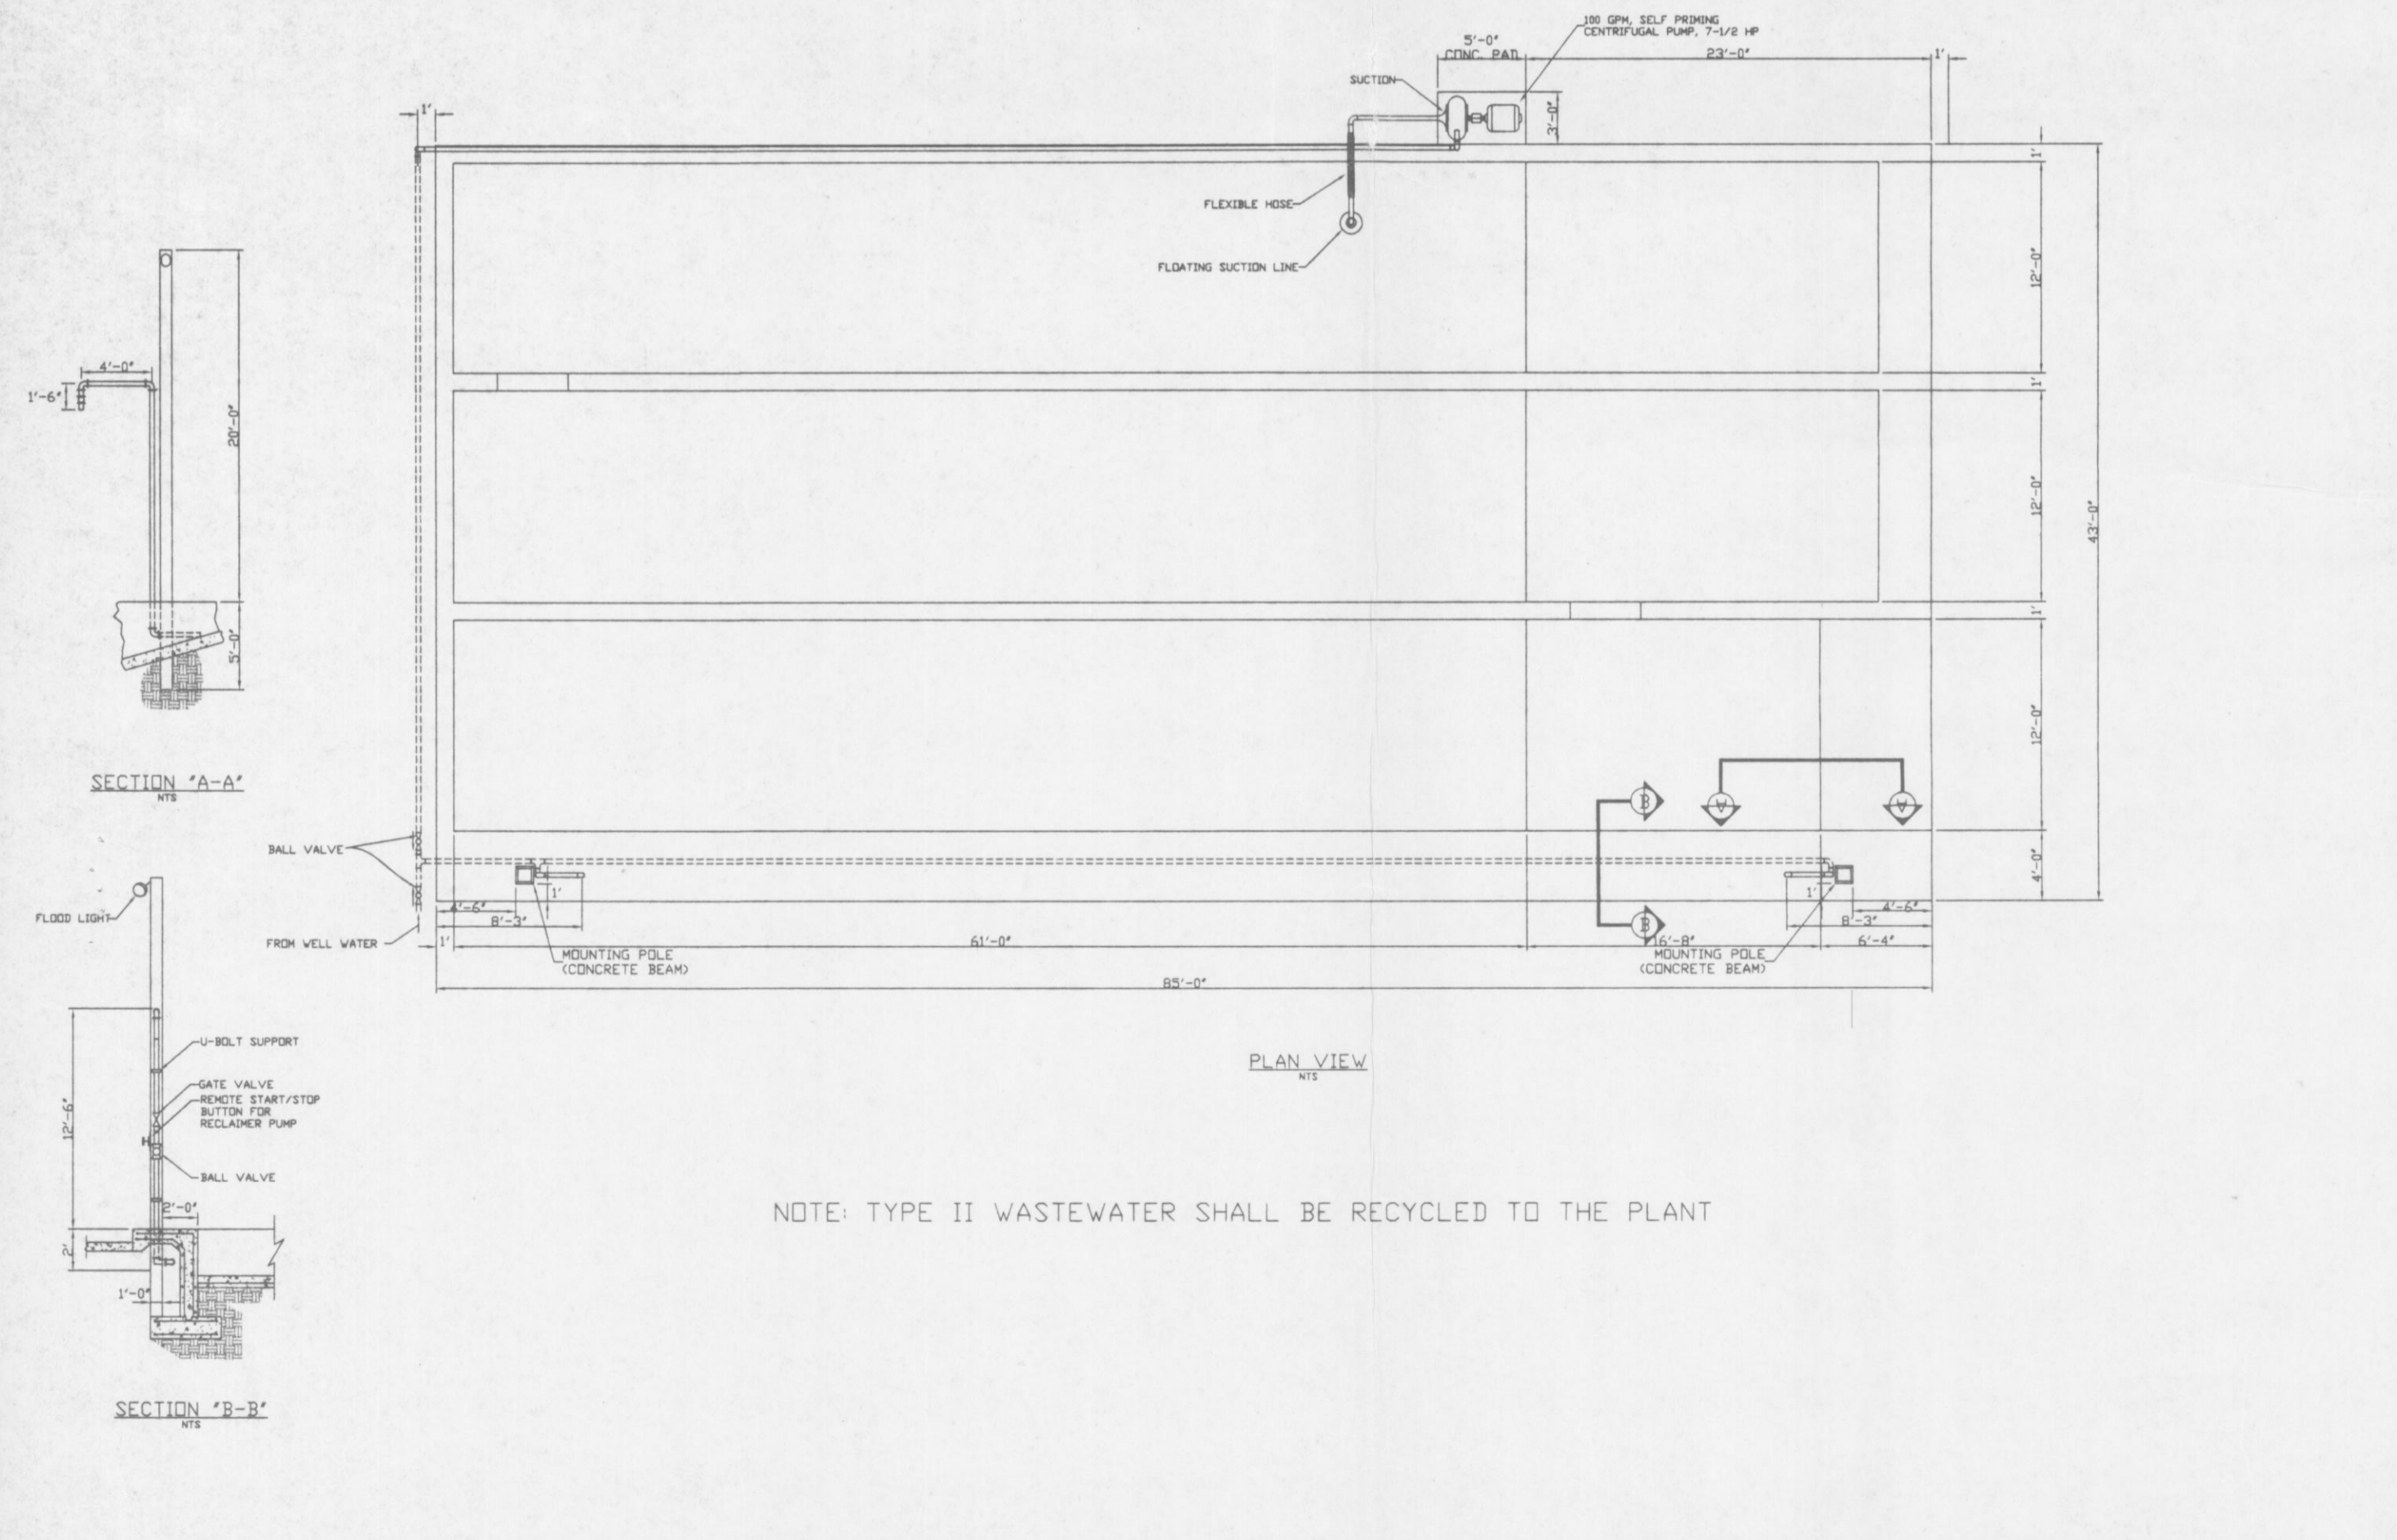 100 GPM, SELF PRIMING
CENTRIFUGAL PUMP, 7-1/2 HP
5'-0"
CONC. PAD
23'-0"
1'
SUCTION
3'-0"
1'
1'
FLEXIBLE HOSE
FLOATING SUCTION LINE
12'-0"
1'
12'-0"
43'-0"
1'
12'-0"
4'-0"
4'-0"
1'-6"
20'-0"
5'-0"
SECTION "A-A"
NTS
B
A
A
B
BALL VALVE
FROM WELL WATER
1'
4'-6"
8'-3"
1'
4'-6"
8'-3"
1'
61'-0"
16'-8"
6'-4"
MOUNTING POLE
(CONCRETE BEAM)
MOUNTING POLE
(CONCRETE BEAM)
85'-0"
PLAN VIEW
NTS
FLOOD LIGHT
U-BOLT SUPPORT
GATE VALVE
REMOTE START/STOP
BUTTON FOR
RECLAIMER PUMP
12'-6"
BALL VALVE
2'-0"
2'
1'-0"
SECTION "B-B"
NTS
NOTE: TYPE II WASTEWATER SHALL BE RECYCLED TO THE PLANT